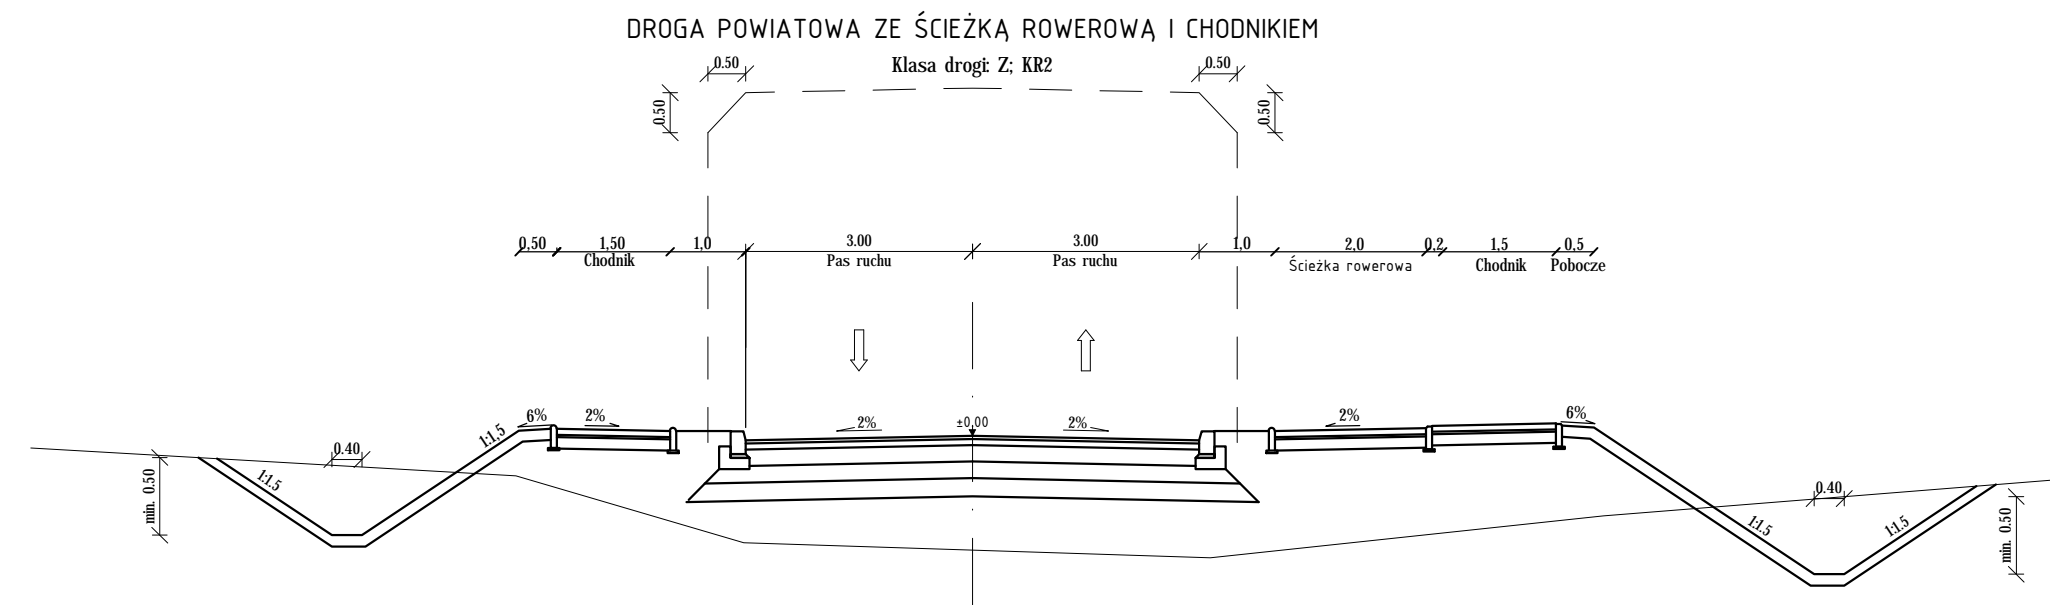 DROGA POWIATOWA ZE ŚCIEŻKĄ ROWEROWĄ I CHODNIKIEM
Klasa drogi: Z; KR2
0.50
0.50
0.50
0.50
0,50
1,50
1,0
3.00
3.00
1,0
2,0
0,2
1,5
0,5
Chodnik
Pas ruchu
Pas ruchu
Ścieżka rowerowa
Chodnik
Pobocze
6%
2%
2%
±0,00
2%
2%
6%
1:1,5
0.40
min. 0.50
1:1.5
0.40
1:1.5
1:1.5
min. 0.50